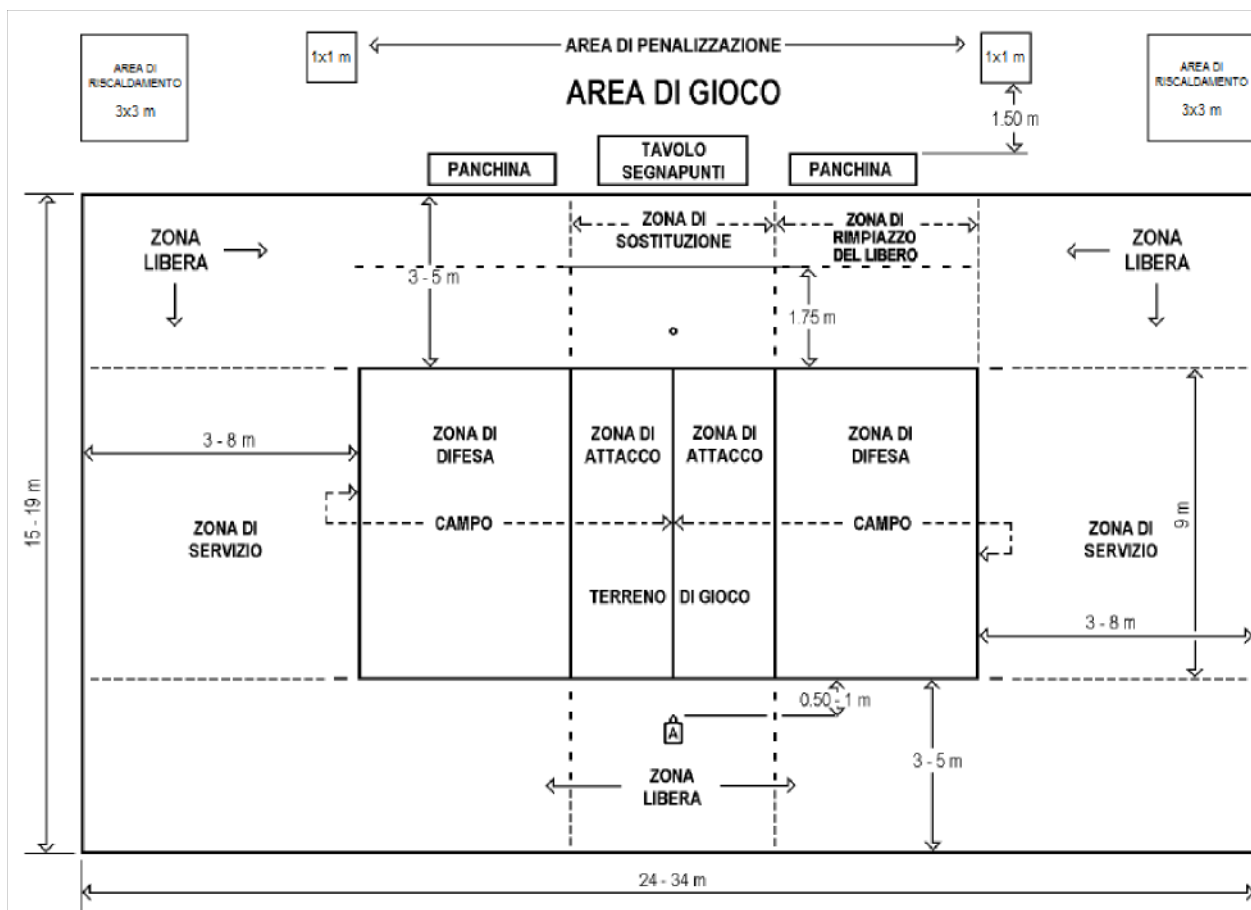 AREA DI PENALIZZAZIONE
AREA DI
RISCALDAMENTO
3x3 m
1x1 m
1x1 m
AREA DI
RISCALDAMENTO
3x3 m
AREA DI GIOCO
1.50 m
PANCHINA
TAVOLO
SEGNAPUNTI
PANCHINA
ZONA
LIBERA
ZONA DI
SOSTITUZIONE
ZONA DI
RIMPIAZZO
DEL LIBERO
ZONA
LIBERA
3 - 5 m
1.75 m
ZONA DI
DIFESA
ZONA DI
ATTACCO
ZONA DI
ATTACCO
ZONA DI
DIFESA
3 - 8 m
15 - 19 m
9 m
CAMPO
CAMPO
ZONA DI
SERVIZIO
ZONA DI
SERVIZIO
TERRENO DI GIOCO
3 - 8 m
0.50 - 1 m
A
3 - 5 m
ZONA
LIBERA
24 - 34 m